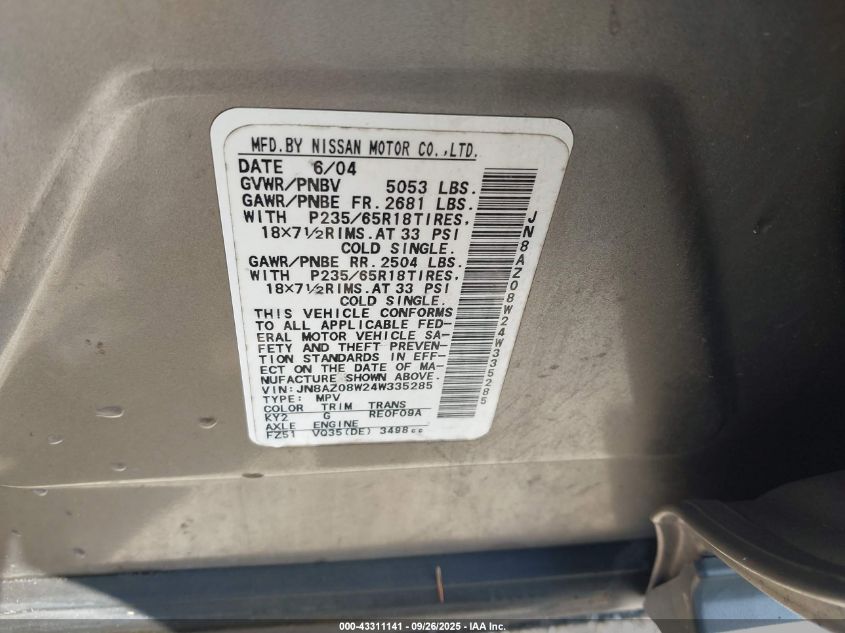 MFD.BY NISSAN MOTOR CO.,LTD.
DATE 6/04
GVWR/PNBV 5053 LBS.
GAWR/PNBE FR. 2681 LBS.
WITH P235/65R18TIRES.
18×7½RIMS.AT 33 PSI
COLD SINGLE.
GAWR/PNBE RR. 2504 LBS.
WITH P235/65R18TIRES.
18×7½RIMS.AT 33 PSI
COLD SINGLE.
THIS VEHICLE CONFORMS
TO ALL APPLICABLE FED-
ERAL MOTOR VEHICLE SA-
FETY AND THEFT PREVEN-
TION STANDARDS IN EFF-
ECT ON THE DATE OF MA-
NUFACTURE SHOWN ABOVE.
VIN: JN8AZ08W24W335285
TYPE: MPV
COLOR TRIM TRANS
KY2 G RE0F09A
AXLE ENGINE
FZ51 VQ35(DE) 3498cc
JN8AZ08W24W335285
000-43311141 - 09/26/2025 - IAA Inc.